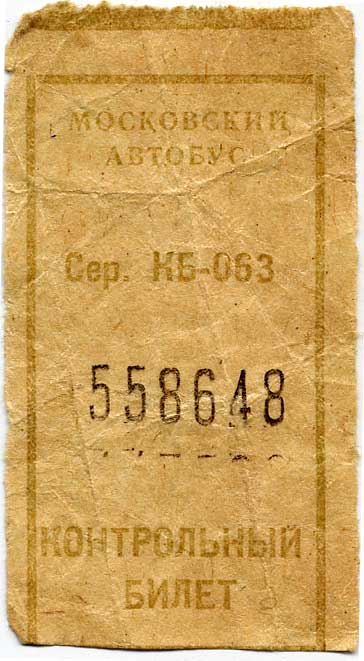 МОСКОВСКИЙ
АВТОБУС
Сер. КБ-063
558648
КОНТРОЛЬНЫЙ
БИЛЕТ